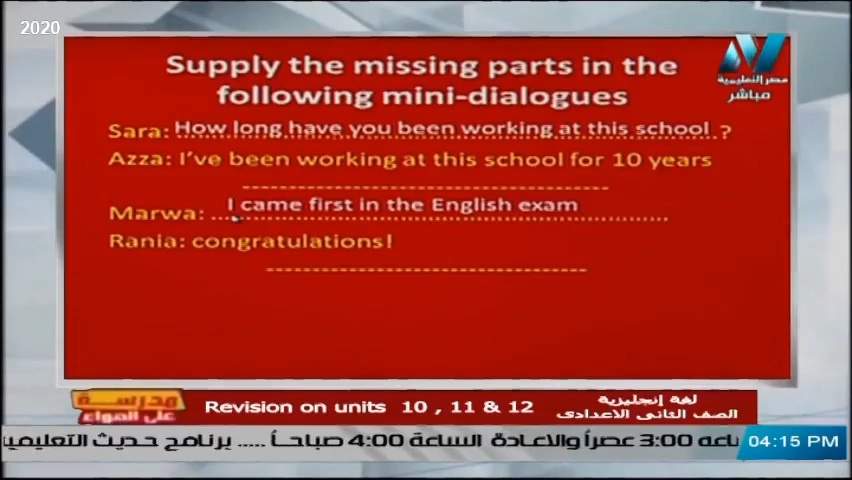 2020
Supply the missing parts in the
following mini-dialogues
مصر التعليمية
مباشر
Sara: How long have you been working at this school ?
Azza: I've been working at this school for 10 years
Marwa: I came first in the English exam
Rania: congratulations!
مدرسة
على الهواء
Revision on units 10 , 11 & 12
لغة إنجليزية
الصف الثانى الاعدادى
3:00 عصراً والاعادة الساعة 4:00 صباحاً ..... برنامج حديث
04:15 PM